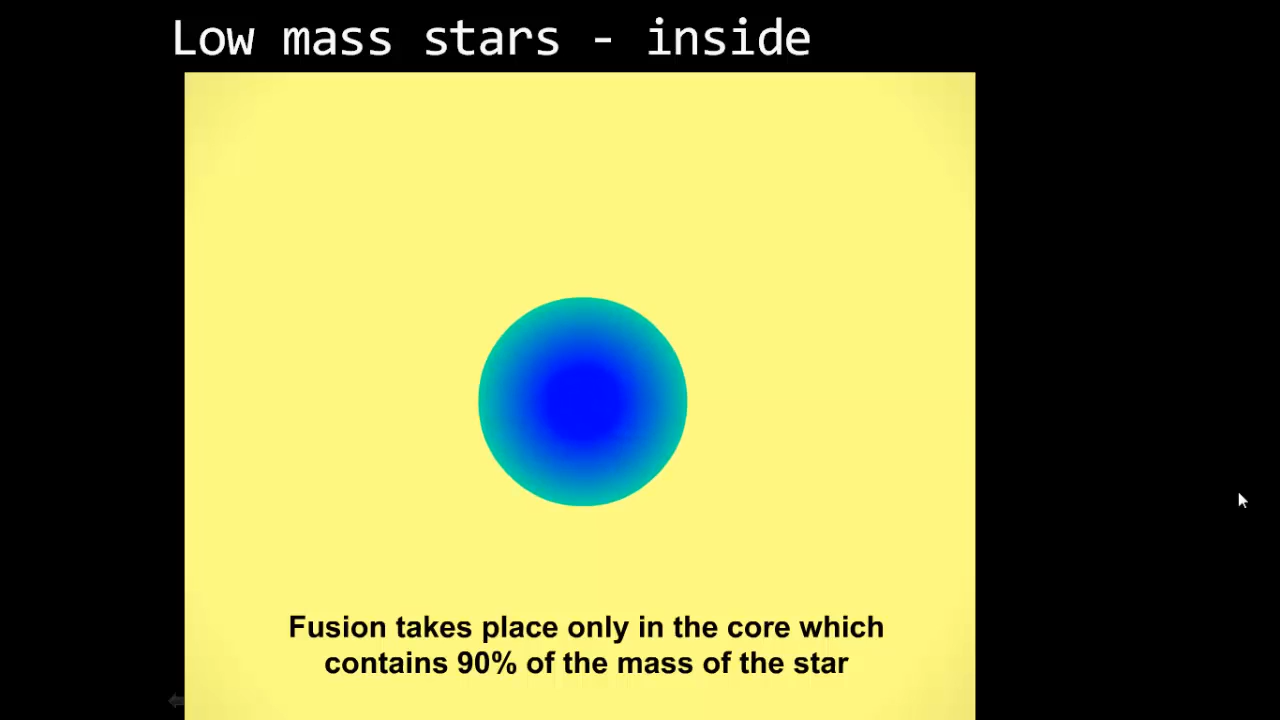 Low mass stars - inside
Fusion takes place only in the core which
contains 90% of the mass of the star